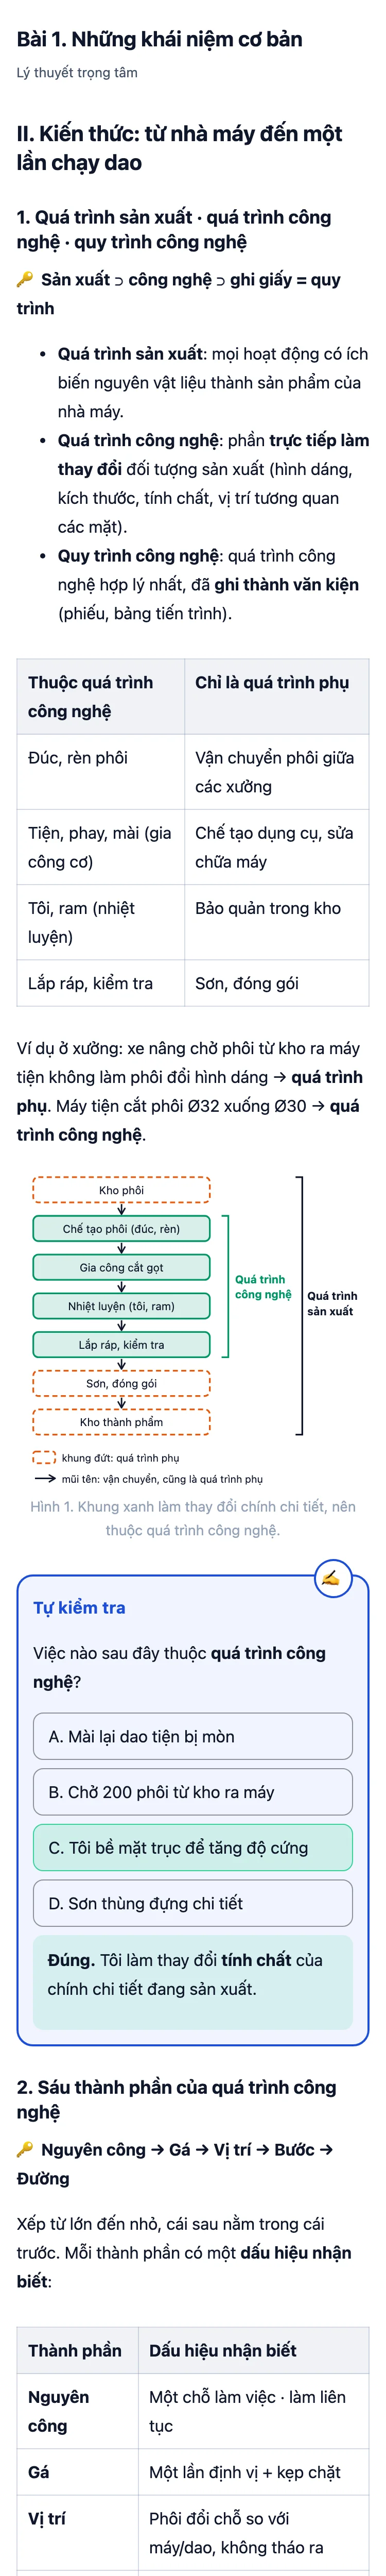 Bài 1. Những khái niệm cơ bản
Lý thuyết trọng tâm
II. Kiến thức: từ nhà máy đến một
lần chạy dao
1. Quá trình sản xuất · quá trình công
nghệ · quy trình công nghệ
🔑 Sản xuất ⊃ công nghệ ⊃ ghi giấy = quy
trình
• Quá trình sản xuất: mọi hoạt động có ích
biến nguyên vật liệu thành sản phẩm của
nhà máy.
• Quá trình công nghệ: phần trực tiếp làm
thay đổi đối tượng sản xuất (hình dáng,
kích thước, tính chất, vị trí tương quan
các mặt).
• Quy trình công nghệ: quá trình công
nghệ hợp lý nhất, đã ghi thành văn kiện
(phiếu, bảng tiến trình).
Thuộc quá trình
công nghệ
Chỉ là quá trình phụ
Đúc, rèn phôi
Vận chuyển phôi giữa
các xưởng
Tiện, phay, mài (gia
công cơ)
Chế tạo dụng cụ, sửa
chữa máy
Tôi, ram (nhiệt
luyện)
Bảo quản trong kho
Lắp ráp, kiểm tra
Sơn, đóng gói
Ví dụ ở xưởng: xe nâng chở phôi từ kho ra máy
tiện không làm phôi đổi hình dáng → quá trình
phụ. Máy tiện cắt phôi Ø32 xuống Ø30 → quá
trình công nghệ.
Kho phôi
Chế tạo phôi (đúc, rèn)
Gia công cắt gọt
Nhiệt luyện (tôi, ram)
Lắp ráp, kiểm tra
Sơn, đóng gói
Kho thành phẩm
Quá trình
công nghệ
Quá trình
sản xuất
khung đứt: quá trình phụ
mũi tên: vận chuyển, cũng là quá trình phụ
Hình 1. Khung xanh làm thay đổi chính chi tiết, nên
thuộc quá trình công nghệ.
Tự kiểm tra
Việc nào sau đây thuộc quá trình công
nghệ?
A. Mài lại dao tiện bị mòn
B. Chở 200 phôi từ kho ra máy
C. Tôi bề mặt trục để tăng độ cứng
D. Sơn thùng đựng chi tiết
Đúng. Tôi làm thay đổi tính chất của
chính chi tiết đang sản xuất.
2. Sáu thành phần của quá trình công
nghệ
🔑 Nguyên công → Gá → Vị trí → Bước →
Đường
Xếp từ lớn đến nhỏ, cái sau nằm trong cái
trước. Mỗi thành phần có một dấu hiệu nhận
biết:
Thành phần
Dấu hiệu nhận biết
Nguyên
công
Một chỗ làm việc · làm liên
tục
Gá
Một lần định vị + kẹp chặt
Vị trí
Phôi đổi chỗ so với
máy/dao, không tháo ra